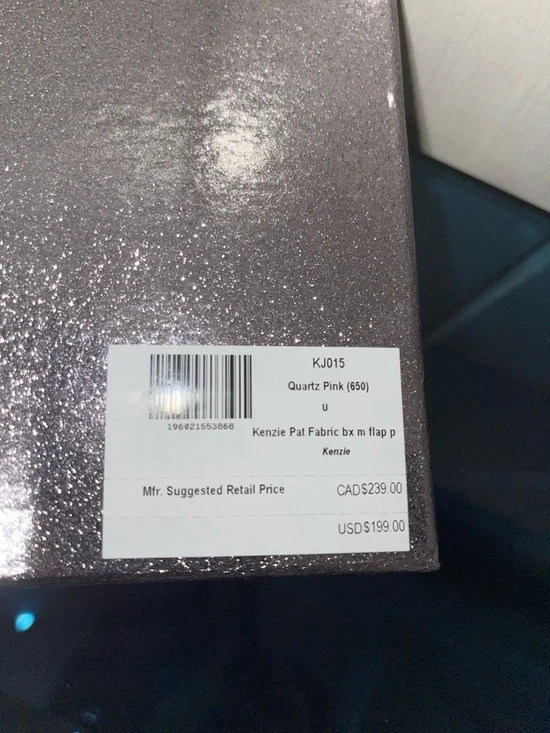 KJ015
Quartz Pink (650)
U
196021553868
Kenzie Pat Fabric bx m flap p
Kenzie
Mfr. Suggested Retail Price CAD$239.00
USD$199.00